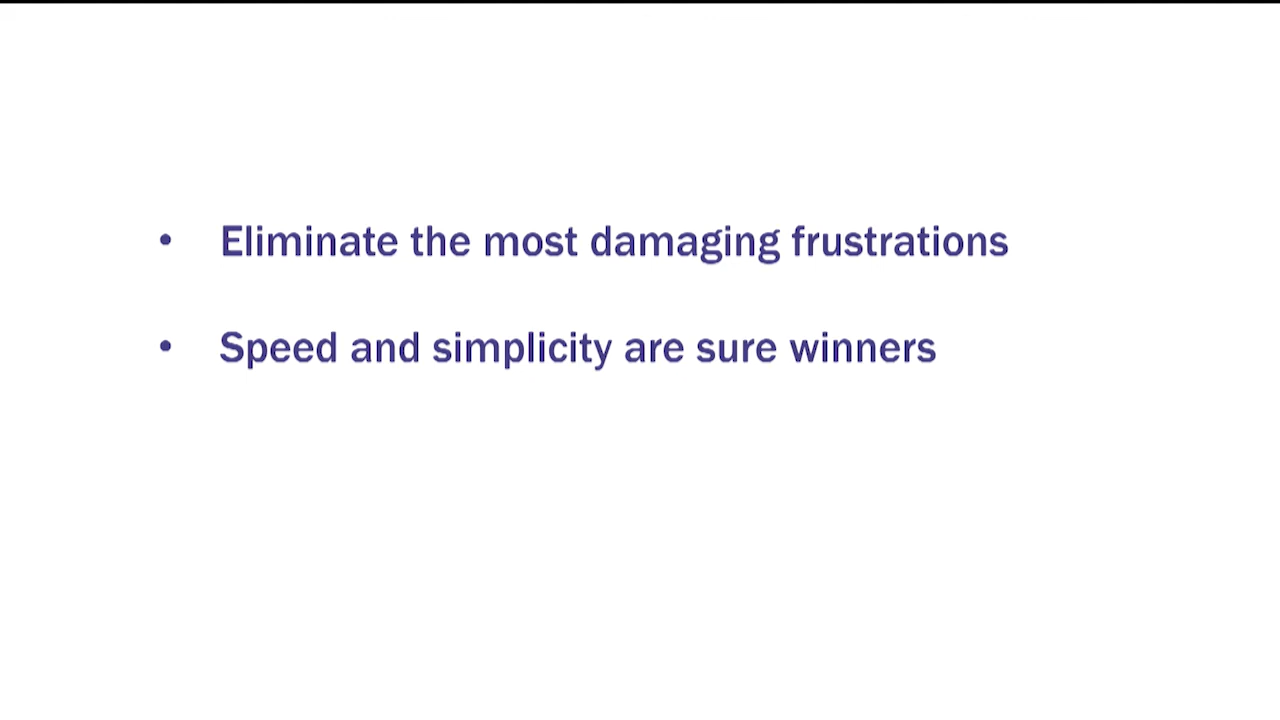 • Eliminate the most damaging frustrations
• Speed and simplicity are sure winners